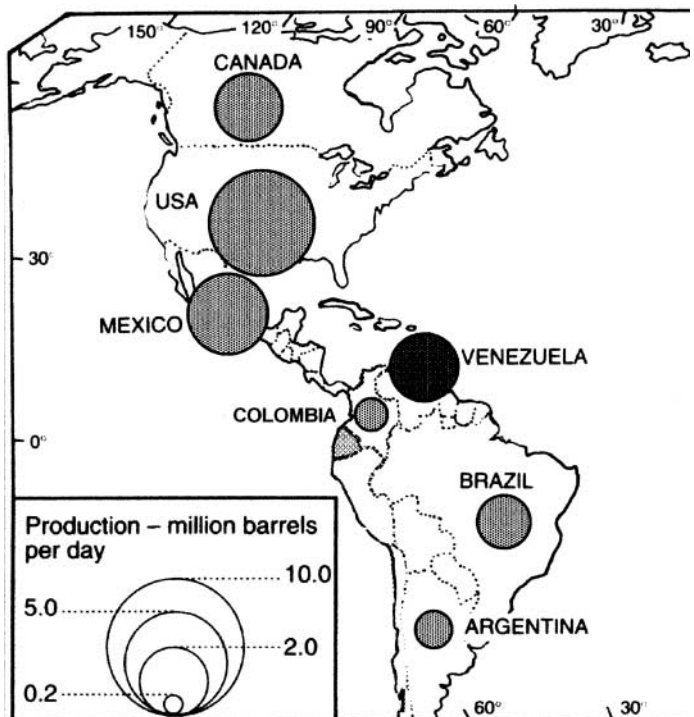 150° 120° 90° 60° 30°
CANADA
USA
30°
MEXICO
VENEZUELA
COLOMBIA
0°
BRAZIL
Production – million barrels
per day
10.0
5.0
2.0
ARGENTINA
0.2
60° 30°